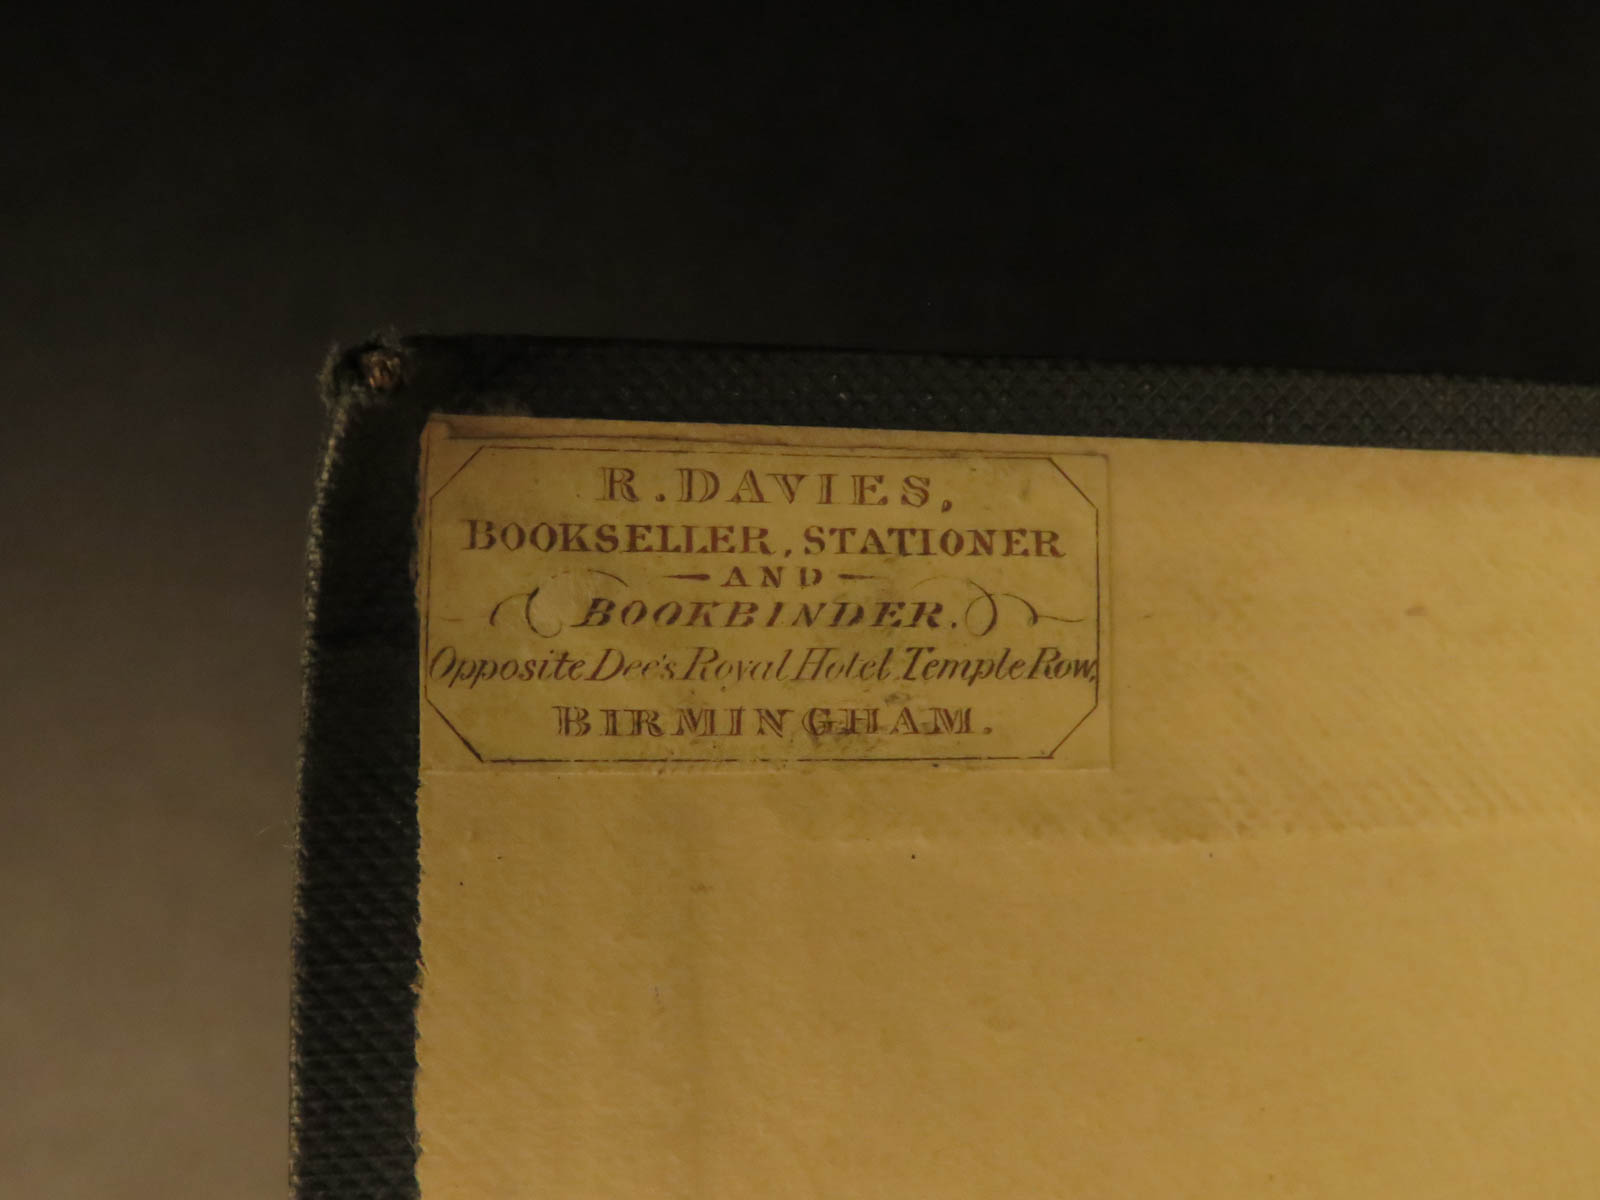 R. DAVIES,
BOOKSELLER, STATIONER
— AND —
BOOKBINDER.
Opposite Dee's Royal Hotel Temple Row,
BIRMINGHAM.